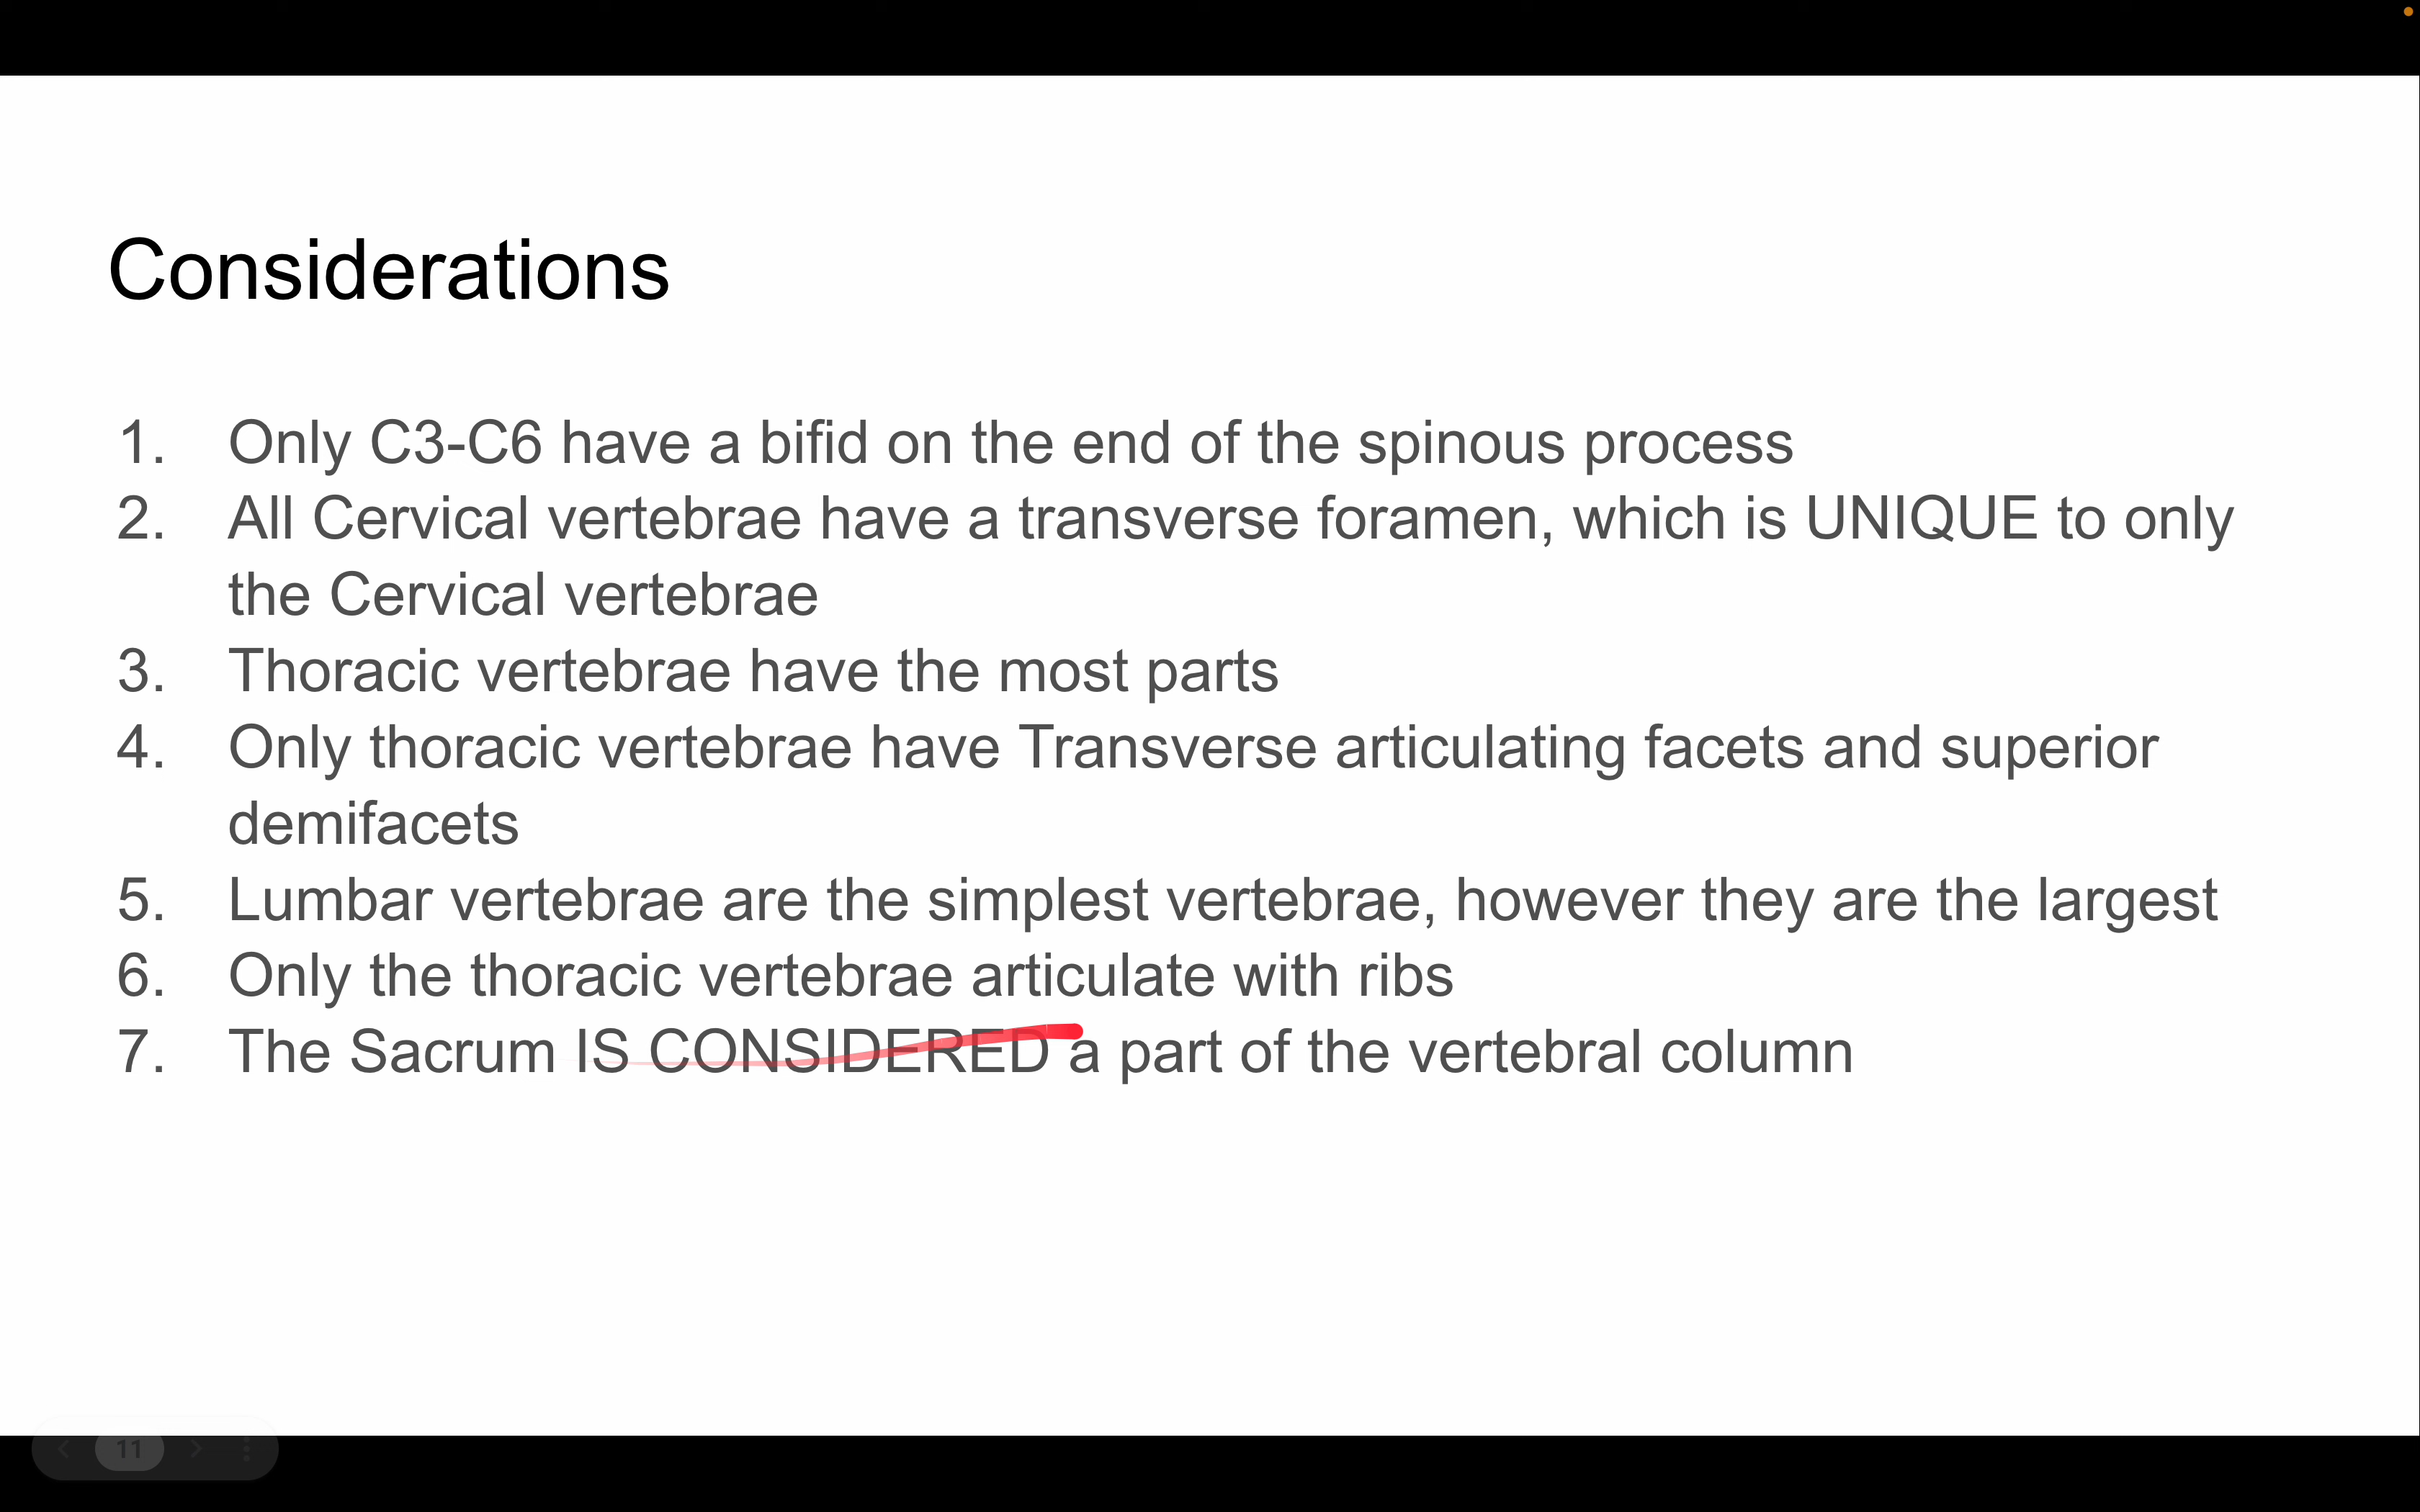 Considerations
1. Only C3-C6 have a bifid on the end of the spinous process
2. All Cervical vertebrae have a transverse foramen, which is UNIQUE to only
the Cervical vertebrae
3. Thoracic vertebrae have the most parts
4. Only thoracic vertebrae have Transverse articulating facets and superior
demifacets
5. Lumbar vertebrae are the simplest vertebrae, however they are the largest
6. Only the thoracic vertebrae articulate with ribs
7. The Sacrum IS CONSIDERED a part of the vertebral column
11